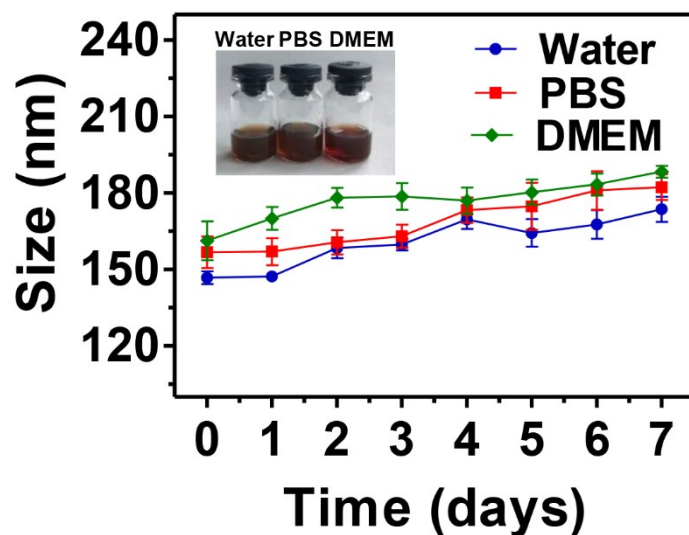 Size (nm)
240
210
180
150
120
Water PBS DMEM
Water
PBS
DMEM
0 1 2 3 4 5 6 7
Time (days)